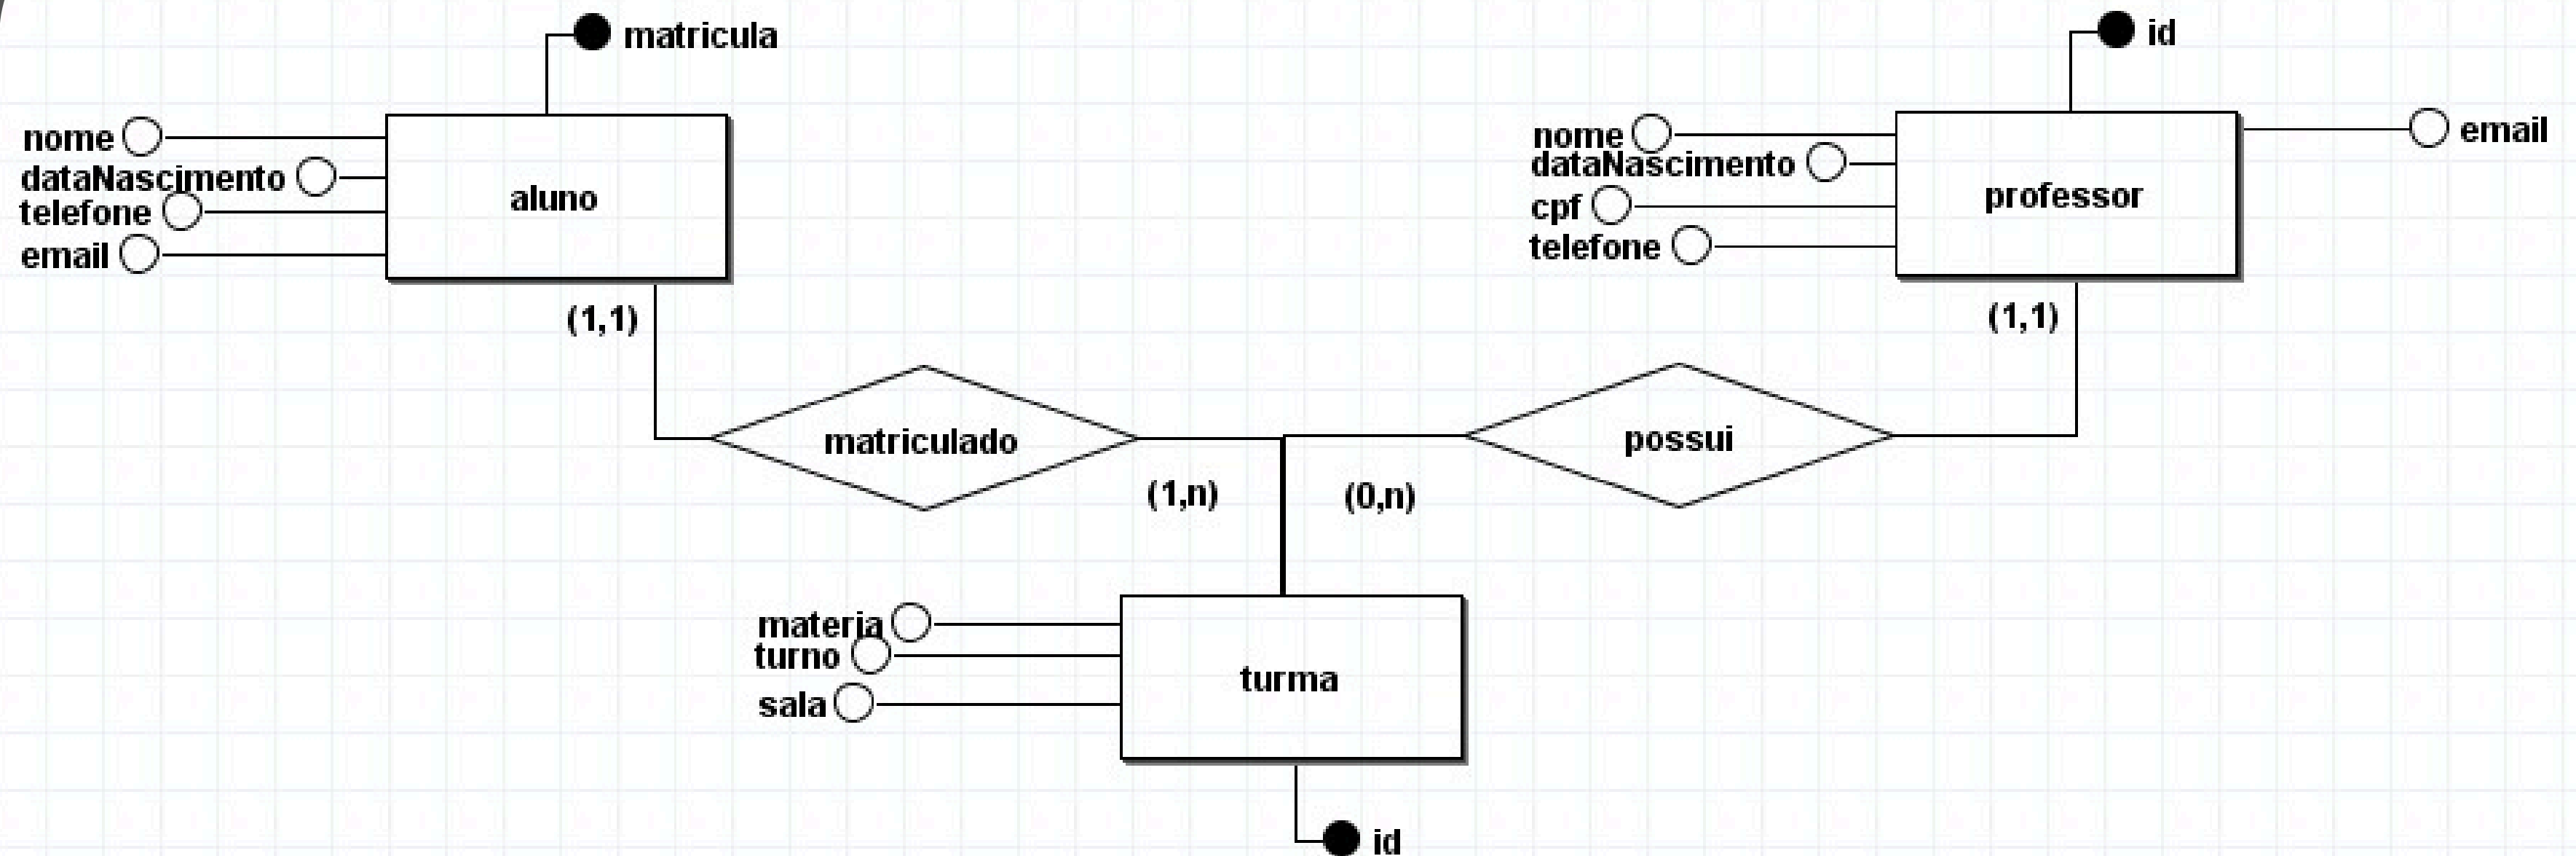 matricula
nome
dataNascimento
telefone
email
aluno
(1,1)
id
nome
dataNascimento
cpf
telefone
email
professor
(1,1)
matriculado
possui
(1,n)
(0,n)
materia
turno
sala
turma
id